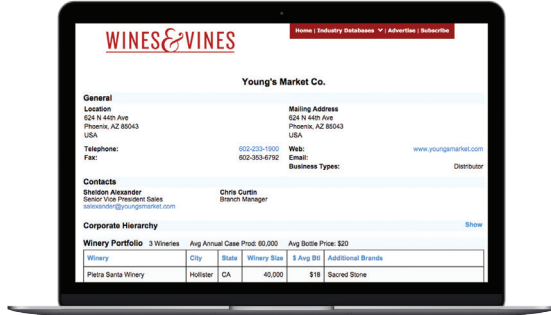 WINES&VINES
Home | Industry Databases | Advertise | Subscribe
Young's Market Co.
General
Location Mailing Address
624 N 44th Ave 624 N 44th Ave
Phoenix, AZ 85043 Phoenix, AZ 85043
USA USA
Telephone: 602-233-1900 Web: www.youngsmarket.com
Fax: 602-353-6792 Email:
Business Types: Distributor
Contacts
Sheldon Alexander Chris Curtin
Senior Vice President Sales Branch Manager
salexander@youngsmarket.com
Corporate Hierarchy Show
Winery Portfolio 3 Wineries Avg Annual Case Prod: 60,000 Avg Bottle Price: $20
Winery City State Winery Size $ Avg Btl Additional Brands
Pietra Santa Winery Hollister CA 40,000 $18 Sacred Stone